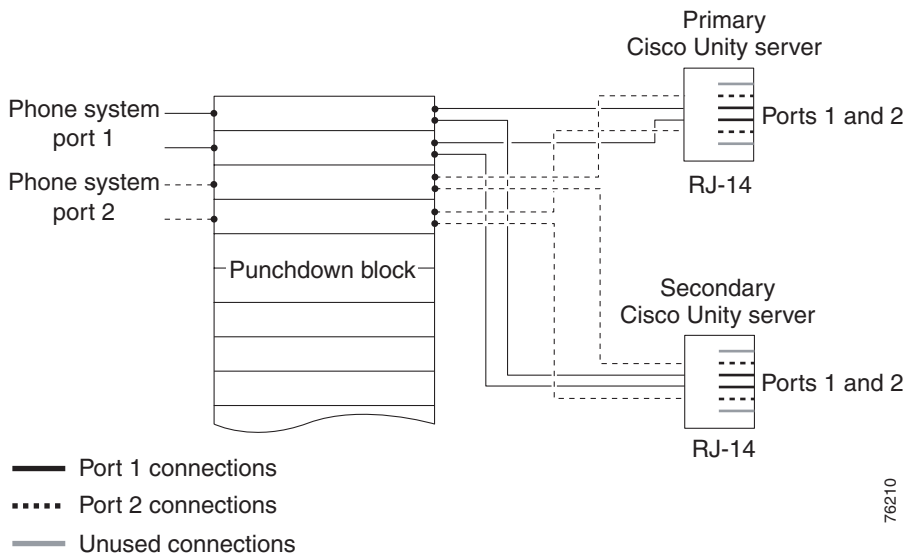 Primary
Cisco Unity server
Phone system
port 1
Ports 1 and 2
RJ-14
Phone system
port 2
Punchdown block
Secondary
Cisco Unity server
Ports 1 and 2
RJ-14
Port 1 connections
Port 2 connections
Unused connections
76210